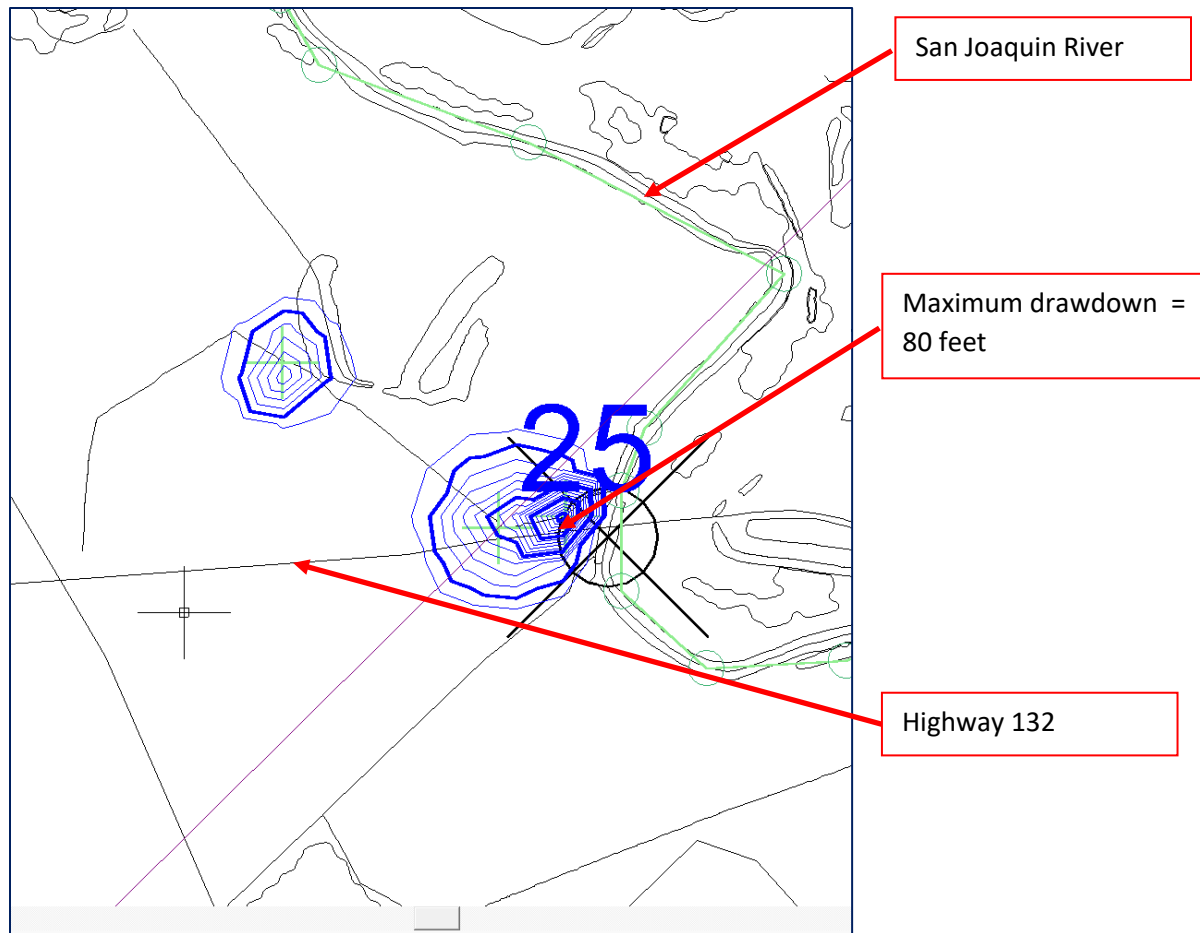 San Joaquin River
Maximum drawdown =
80 feet
25
Highway 132